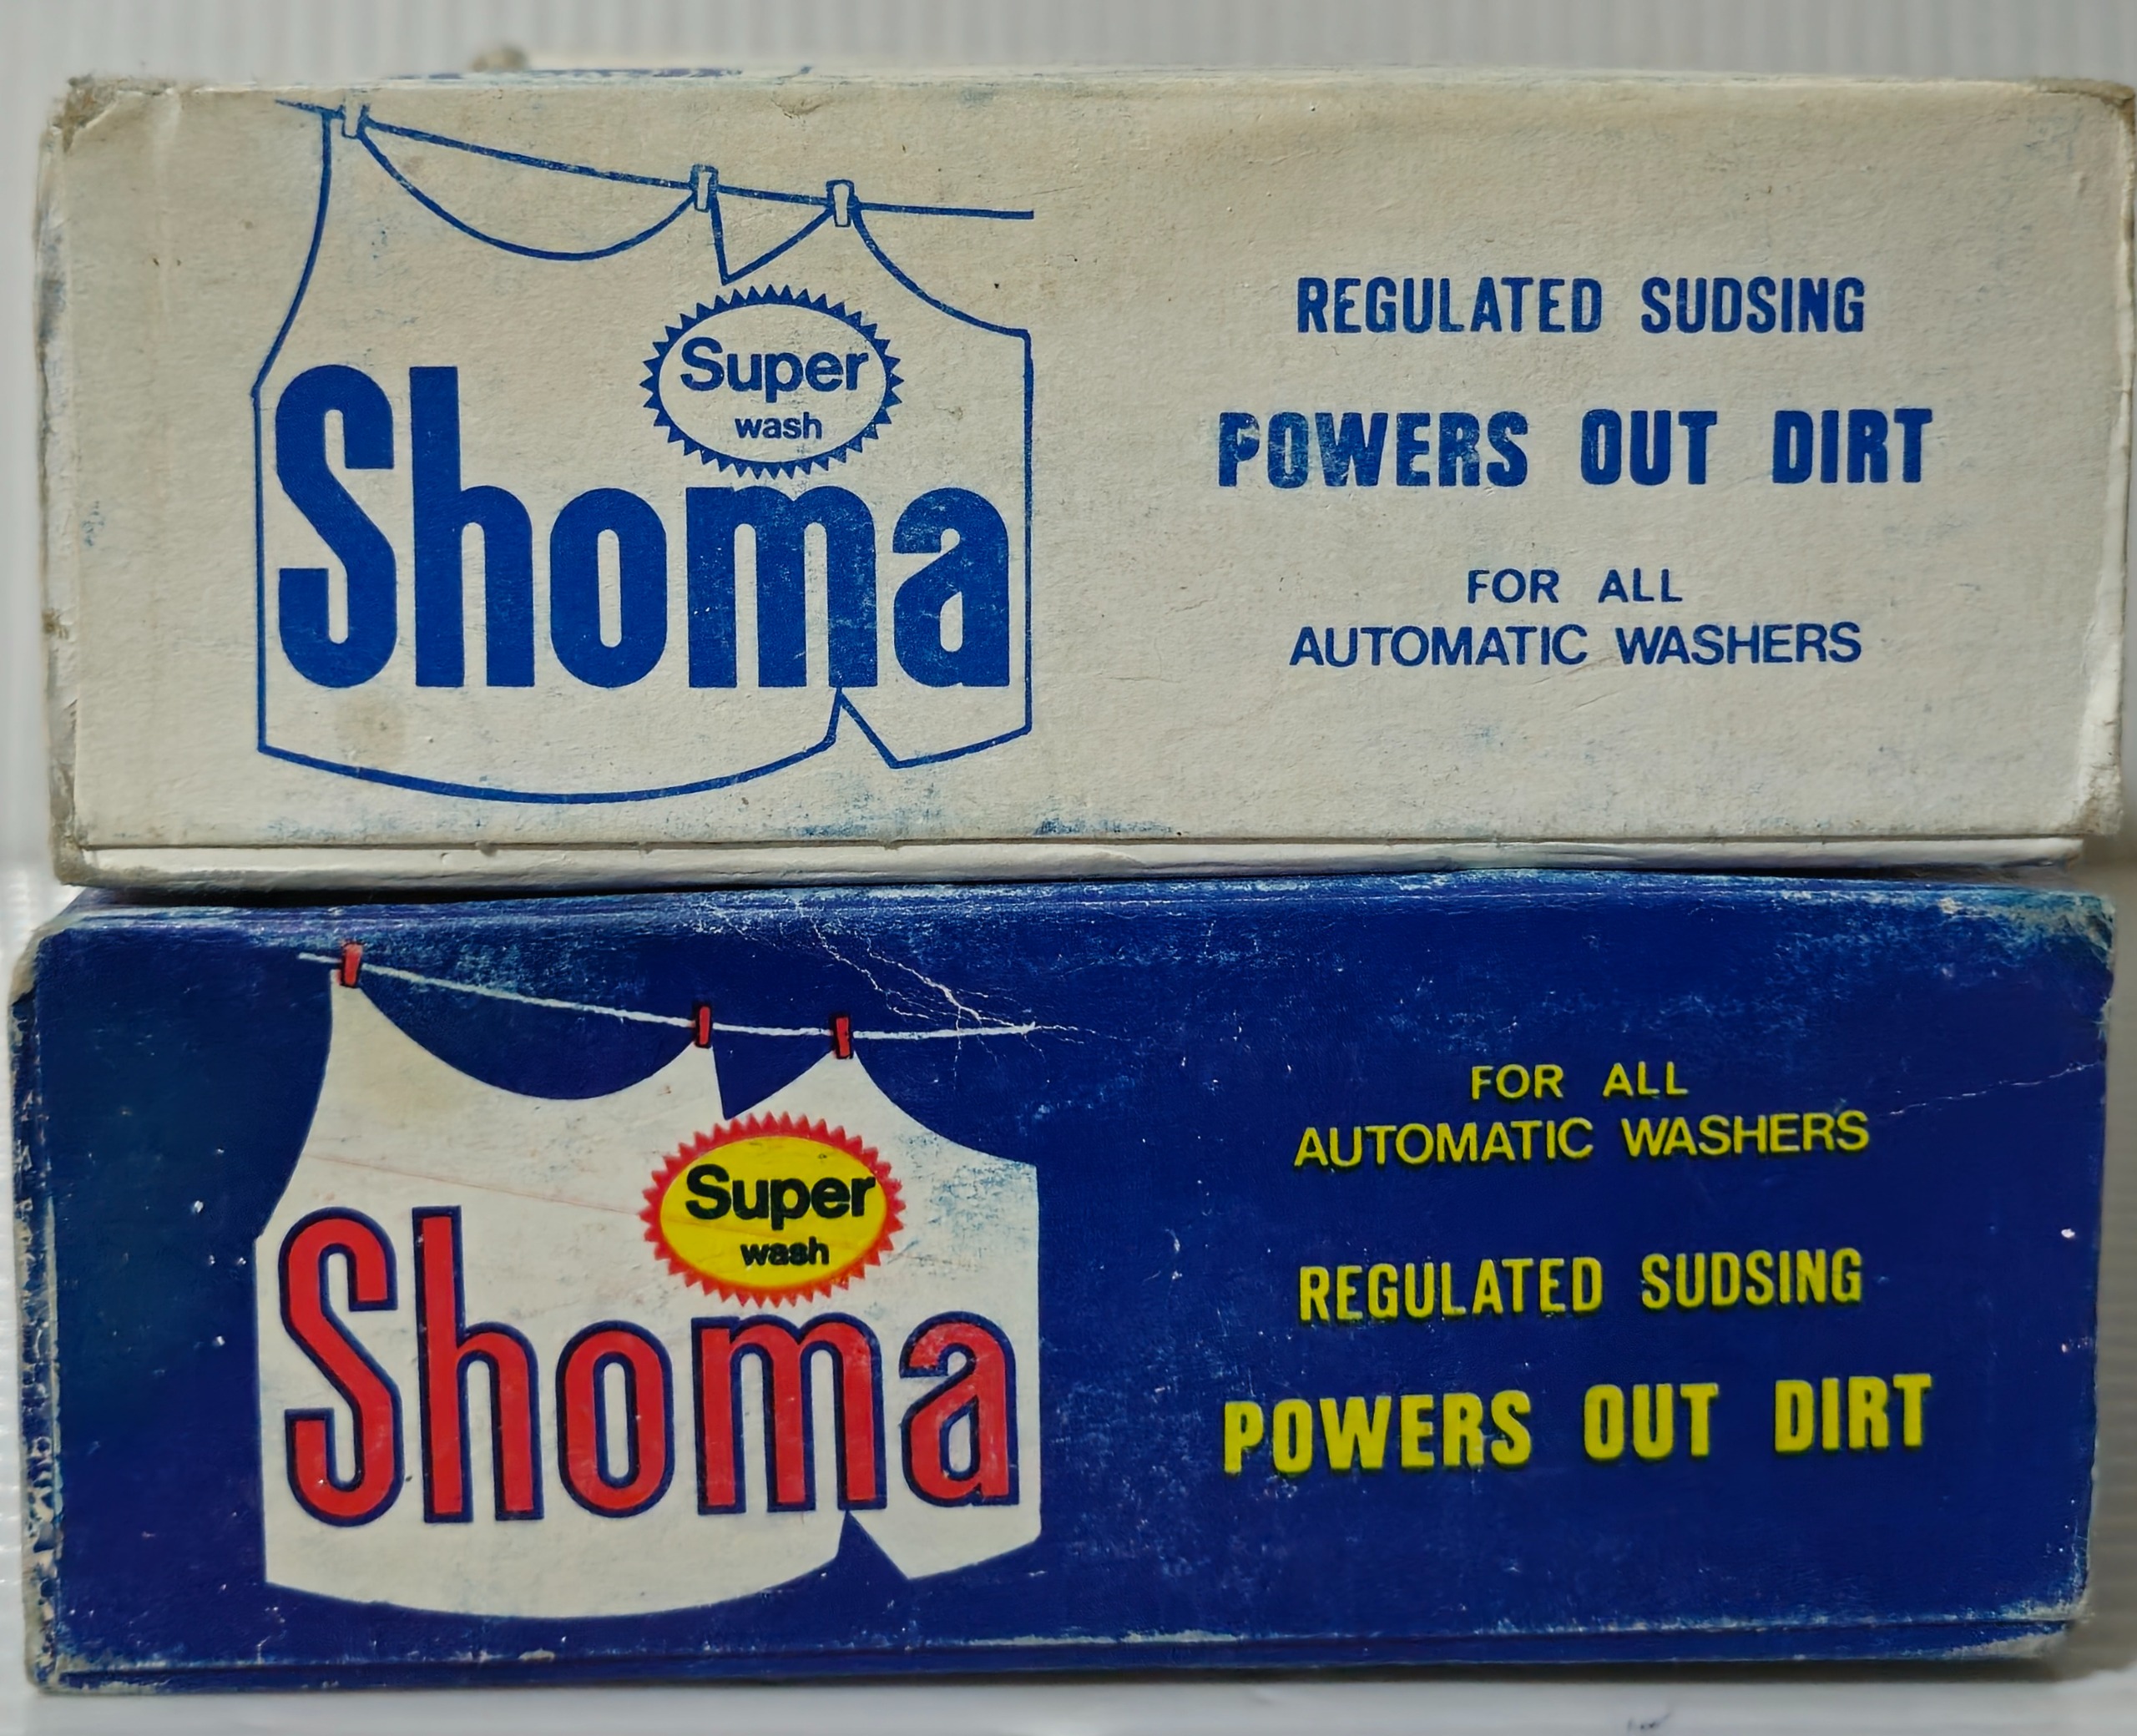 Super
wash
Shoma
REGULATED SUDSING
POWERS OUT DIRT
FOR ALL
AUTOMATIC WASHERS
Super
wash
Shoma
FOR ALL
AUTOMATIC WASHERS
REGULATED SUDSING
POWERS OUT DIRT